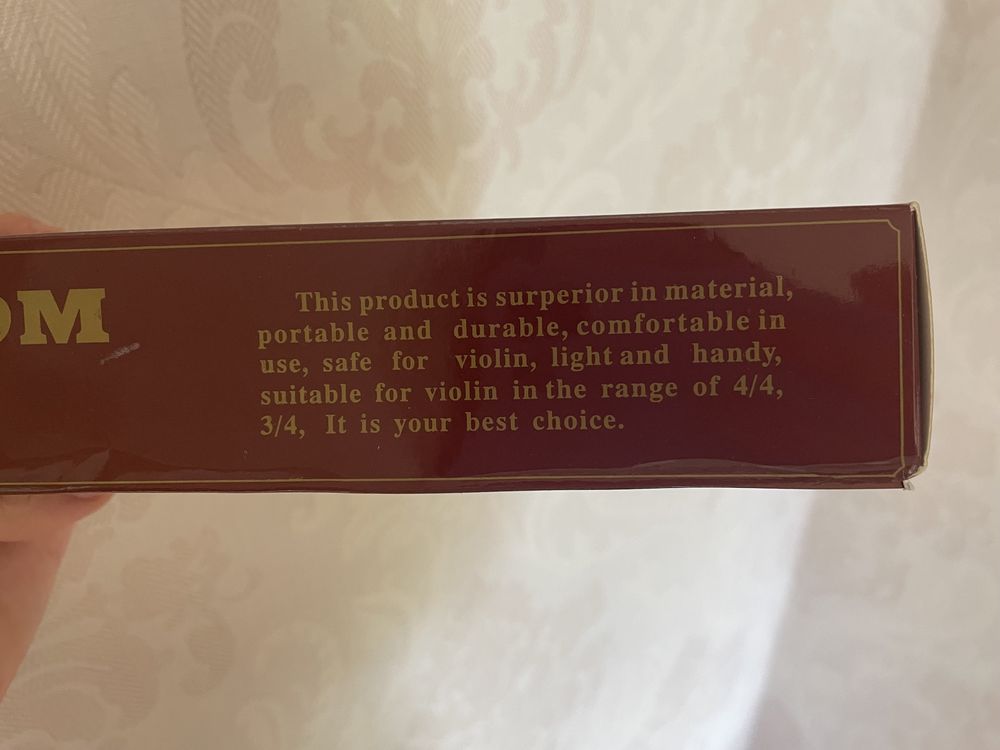 OM
This product is surperior in material,
portable and durable, comfortable in
use, safe for violin, light and handy,
suitable for violin in the range of 4/4,
3/4, It is your best choice.